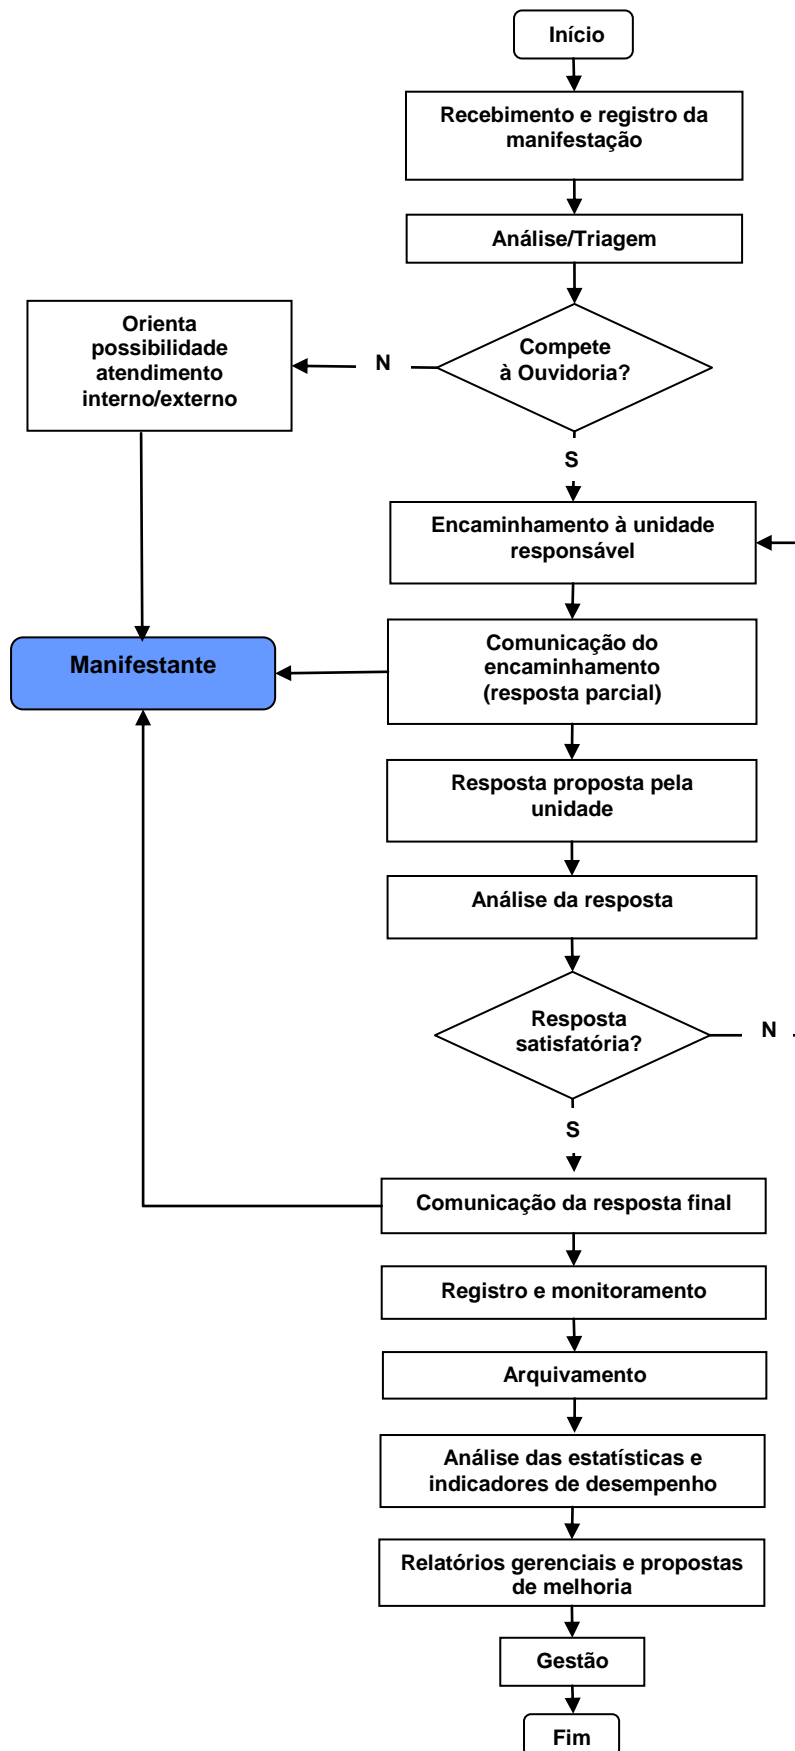 Início
Recebimento e registro da
manifestação
Análise/Triagem
Orienta
possibilidade
atendimento
interno/externo
N
Compete
à Ouvidoria?
S
Encaminhamento à unidade
responsável
Manifestante
Comunicação do
encaminhamento
(resposta parcial)
Resposta proposta pela
unidade
Análise da resposta
Resposta
satisfatória?
N
S
Comunicação da resposta final
Registro e monitoramento
Arquivamento
Análise das estatísticas e
indicadores de desempenho
Relatórios gerenciais e propostas
de melhoria
Gestão
Fim